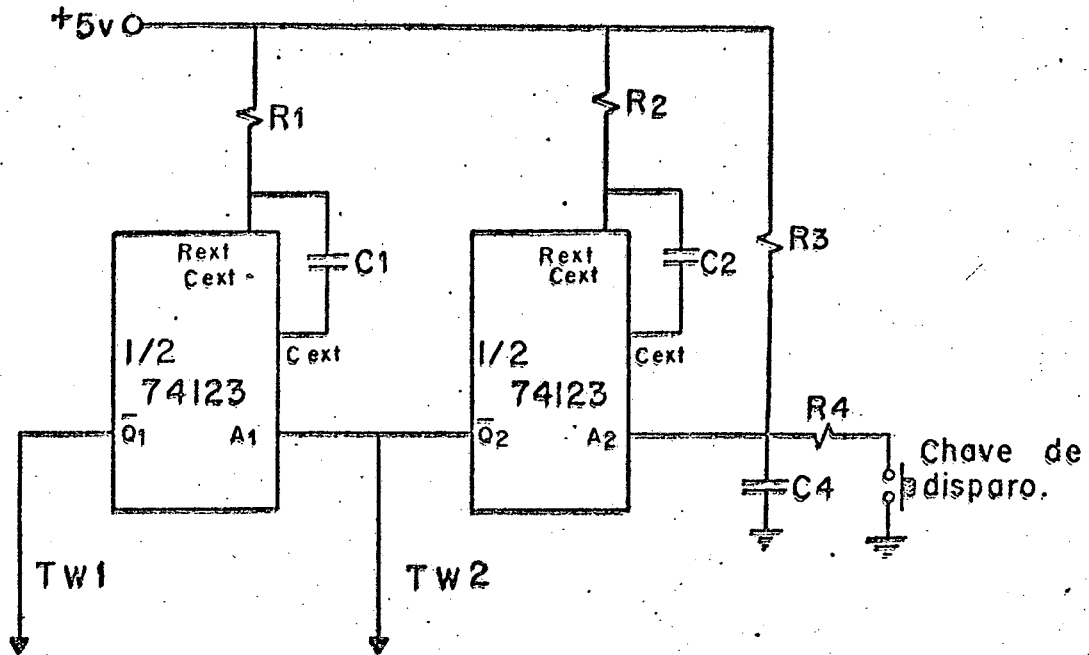 +5v
R1
R2
R3
Rext
Cext
C1
Rext
Cext
C2
Cext
Cext
1/2
74123
1/2
74123
R4
Q̅1
A1
Q̅2
A2
C4
Chave de
disparo.
TW1
TW2